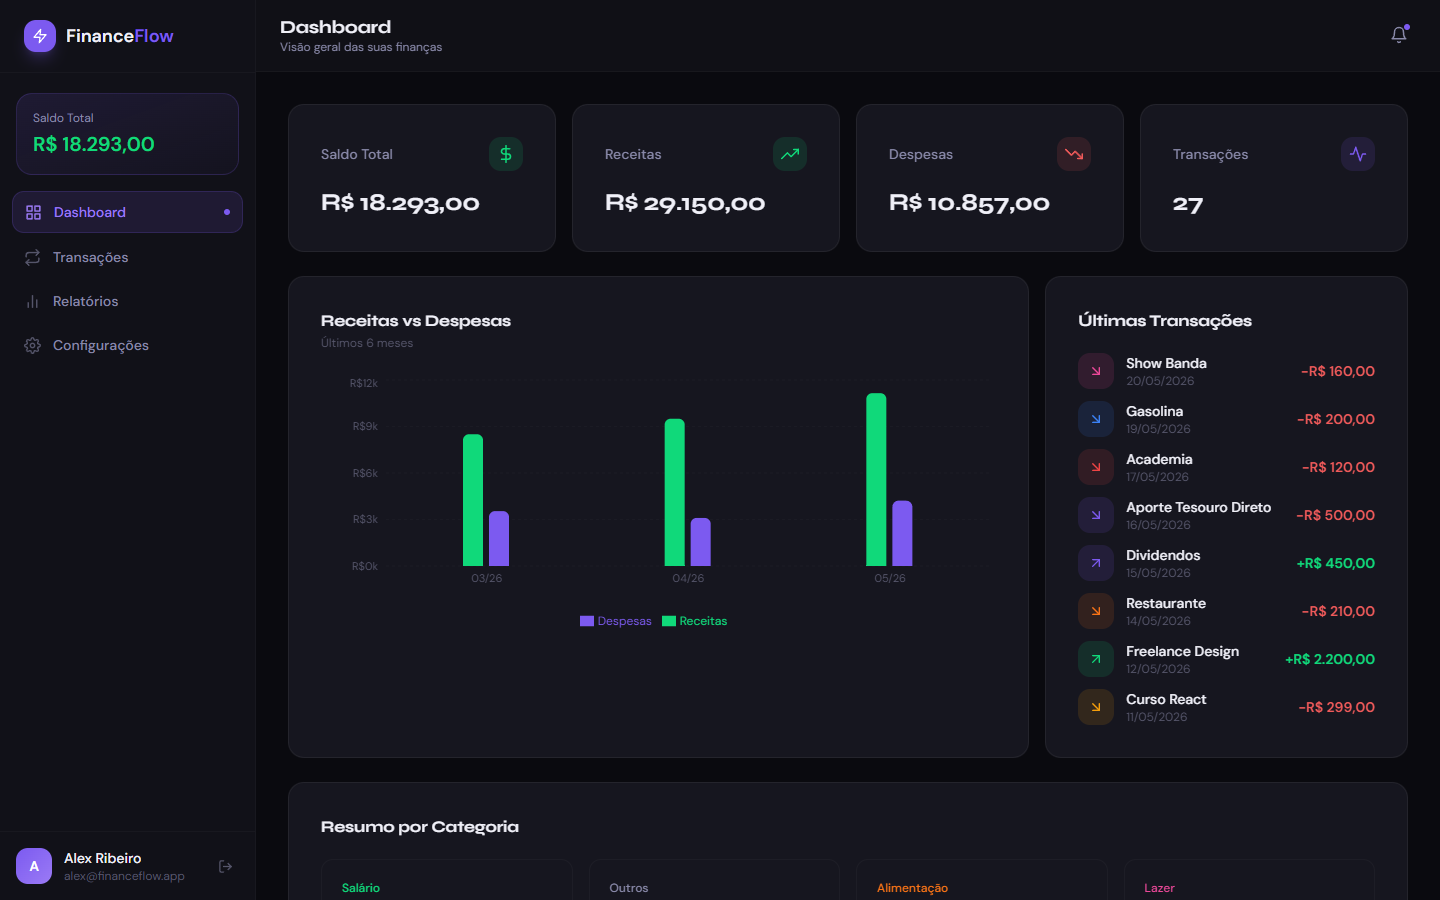 FinanceFlow
Saldo Total
R$ 18.293,00
Dashboard
Transações
Relatórios
Configurações
A
Alex Ribeiro
alex@financeflow.app
Dashboard
Visão geral das suas finanças
Saldo Total
R$ 18.293,00
Receitas
R$ 29.150,00
Despesas
R$ 10.857,00
Transações
27
Receitas vs Despesas
Últimos 6 meses
R$12k
R$9k
R$6k
R$3k
R$0k
03/26
04/26
05/26
Despesas
Receitas
Últimas Transações
Show Banda
20/05/2026
-R$ 160,00
Gasolina
19/05/2026
-R$ 200,00
Academia
17/05/2026
-R$ 120,00
Aporte Tesouro Direto
16/05/2026
-R$ 500,00
Dividendos
15/05/2026
+R$ 450,00
Restaurante
14/05/2026
-R$ 210,00
Freelance Design
12/05/2026
+R$ 2.200,00
Curso React
11/05/2026
-R$ 299,00
Resumo por Categoria
Salário
Outros
Alimentação
Lazer